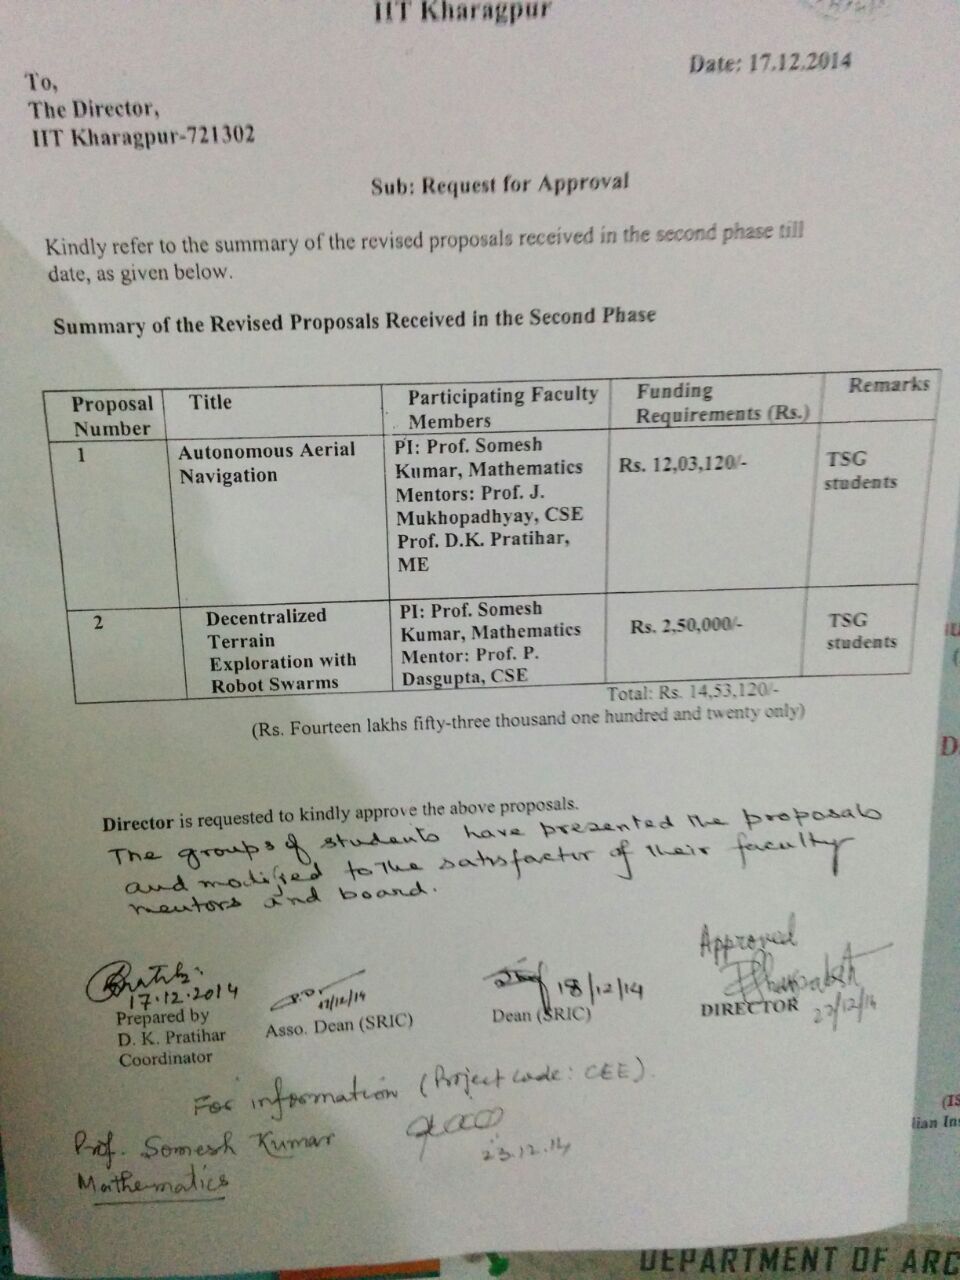 IIT Kharagpur
Date: 17.12.2014
To,
The Director,
IIT Kharagpur-721302
Sub: Request for Approval
Kindly refer to the summary of the revised proposals received in the second phase till
date, as given below.
Summary of the Revised Proposals Received in the Second Phase
Proposal Number
Title
Participating Faculty Members
Funding Requirements (Rs.)
Remarks
1
Autonomous Aerial
Navigation
PI: Prof. Somesh
Kumar, Mathematics
Mentors: Prof. J.
Mukhopadhyay, CSE
Prof. D.K. Pratihar,
ME
Rs. 12,03,120/-
TSG
students
2
Decentralized
Terrain
Exploration with
Robot Swarms
PI: Prof. Somesh
Kumar, Mathematics
Mentor: Prof. P.
Dasgupta, CSE
Rs. 2,50,000/-
TSG
students
Total: Rs. 14,53,120/-
(Rs. Fourteen lakhs fifty-three thousand one hundred and twenty only)
Director is requested to kindly approve the above proposals.
The groups of students have presented the proposals
and modified to the satisfactir of their faculty
mentors and board.
17.12.2014
Prepared by
D. K. Pratihar
Coordinator
17/12/14
Asso. Dean (SRIC)
18/12/14
Dean (SRIC)
Approved
DIRECTOR
22/12/14
For information (Project code: CEE).
23.12.14
Prof. Somesh Kumar
Mathematics
DEPARTMENT OF ARC